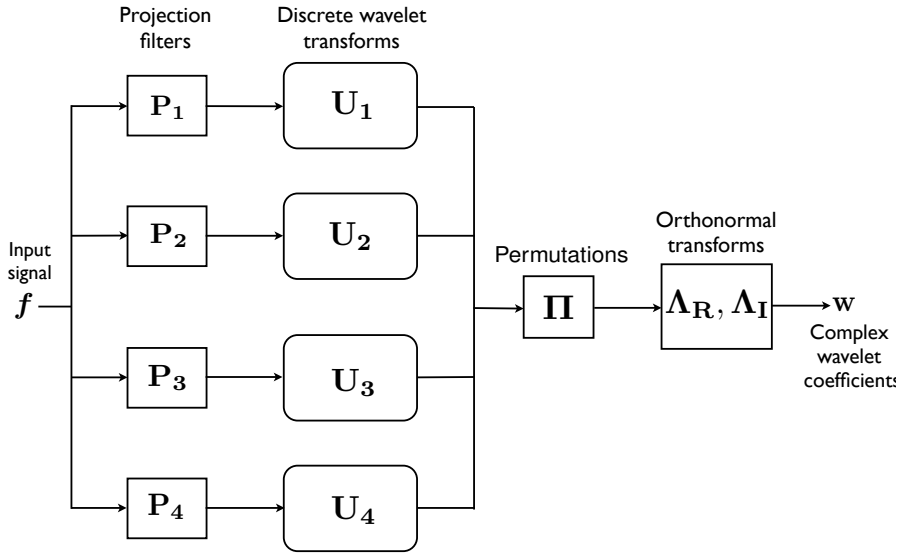 Projection
filters
Discrete wavelet
transforms
P₁
U₁
P₂
U₂
Input
signal
f
Permutations
Π
Orthonormal
transforms
Λ_R, Λ_I
w
Complex
wavelet
coefficients
P₃
U₃
P₄
U₄